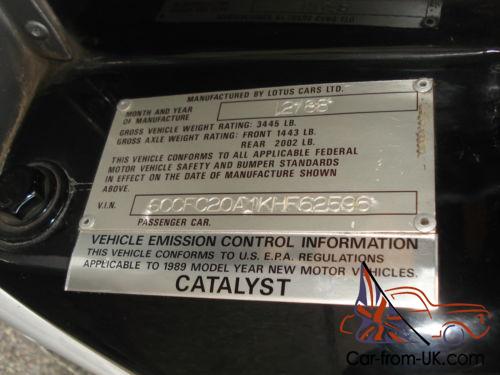 MANUFACTURED BY LOTUS CARS LTD.
MONTH AND YEAR
OF MANUFACTURE 12/88
GROSS VEHICLE WEIGHT RATING: 3445 LB.
GROSS AXLE WEIGHT RATING: FRONT 1443 LB.
REAR 2002 LB.
THIS VEHICLE CONFORMS TO ALL APPLICABLE FEDERAL
MOTOR VEHICLE SAFETY AND BUMPER STANDARDS
IN EFFECT ON THE DATE OF MANUFACTURE SHOWN
ABOVE.
V.I.N. SCCFC20A1KHF62596
PASSENGER CAR.
VEHICLE EMISSION CONTROL INFORMATION
THIS VEHICLE CONFORMS TO U.S. E.P.A. REGULATIONS
APPLICABLE TO 1989 MODEL YEAR NEW MOTOR VEHICLES.
CATALYST
Car-from-UK.com